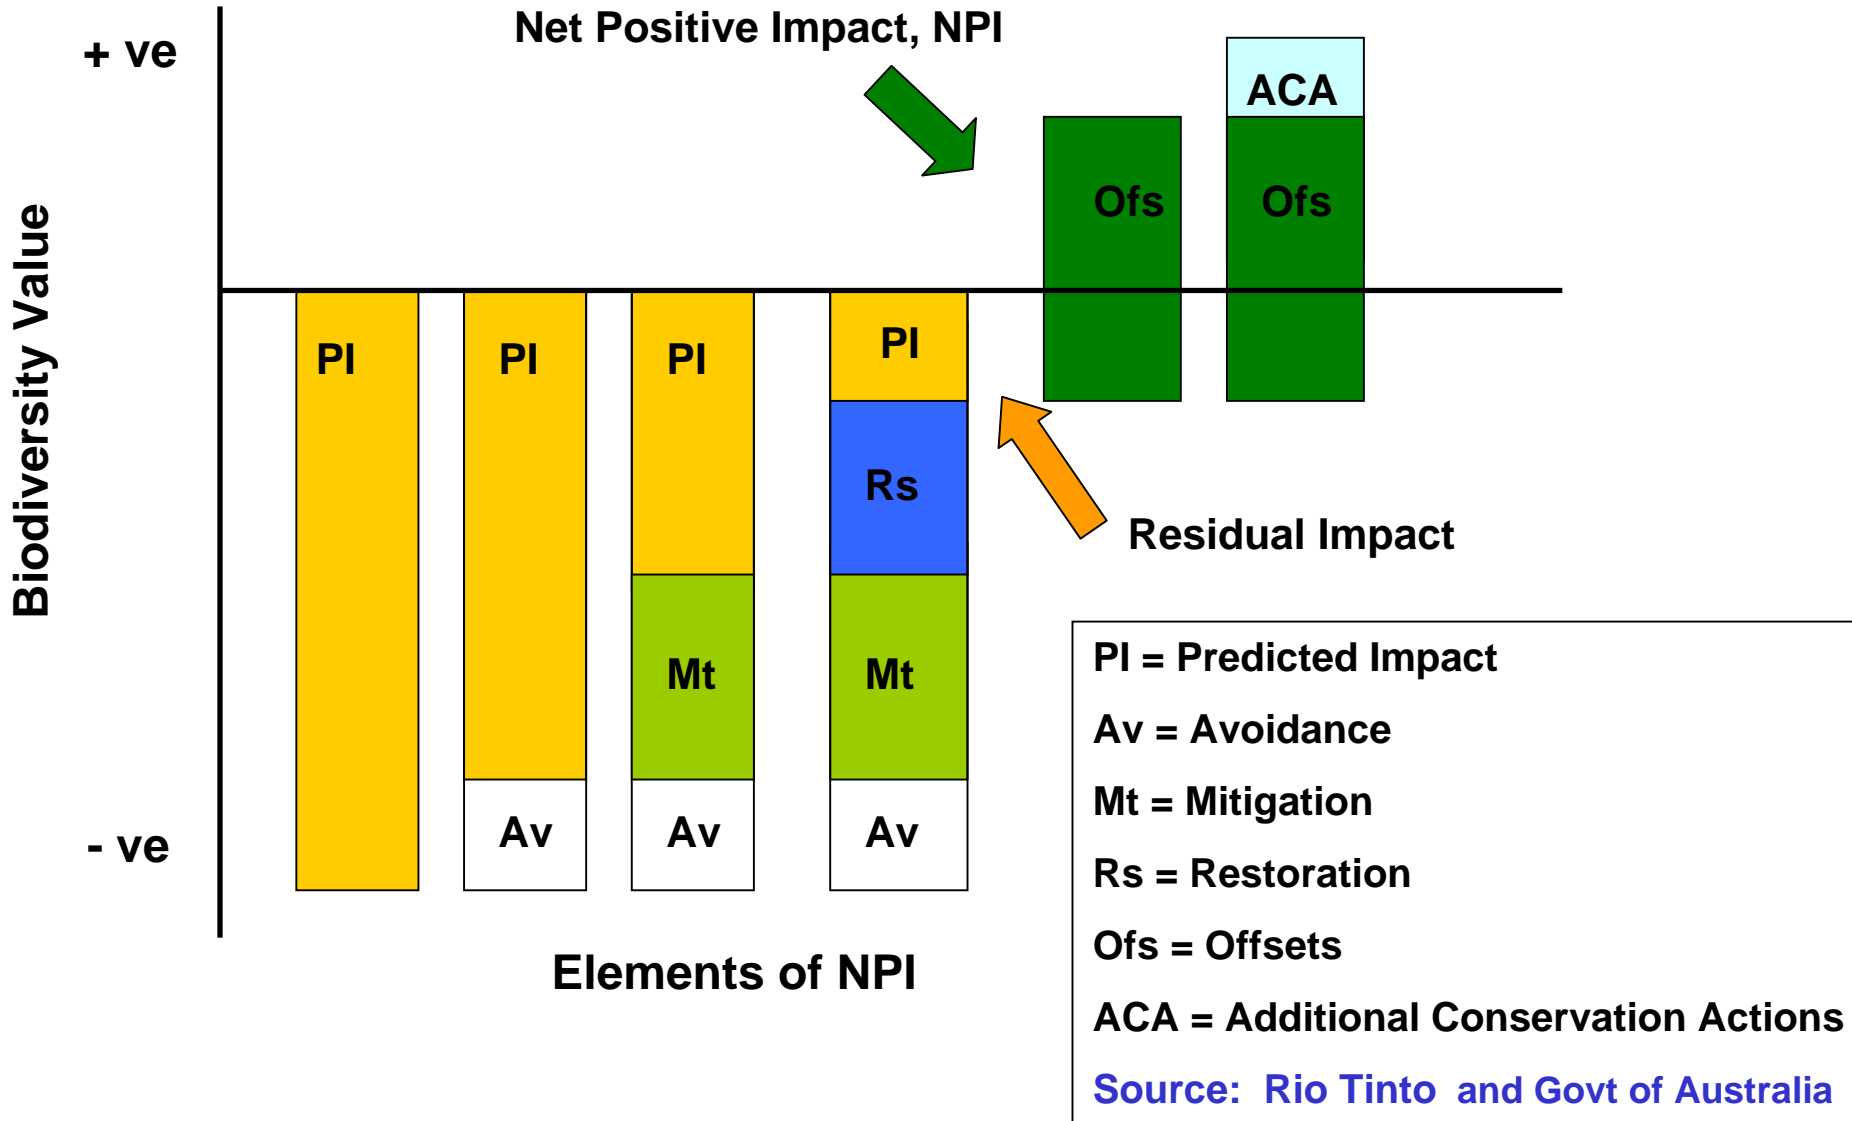 Net Positive Impact, NPI
+ ve
ACA
Ofs
Ofs
Biodiversity Value
PI
PI
PI
PI
Rs
Residual Impact
Mt
Mt
Av
Av
Av
- ve
Elements of NPI
PI = Predicted Impact
Av = Avoidance
Mt = Mitigation
Rs = Restoration
Ofs = Offsets
ACA = Additional Conservation Actions
Source: Rio Tinto and Govt of Australia